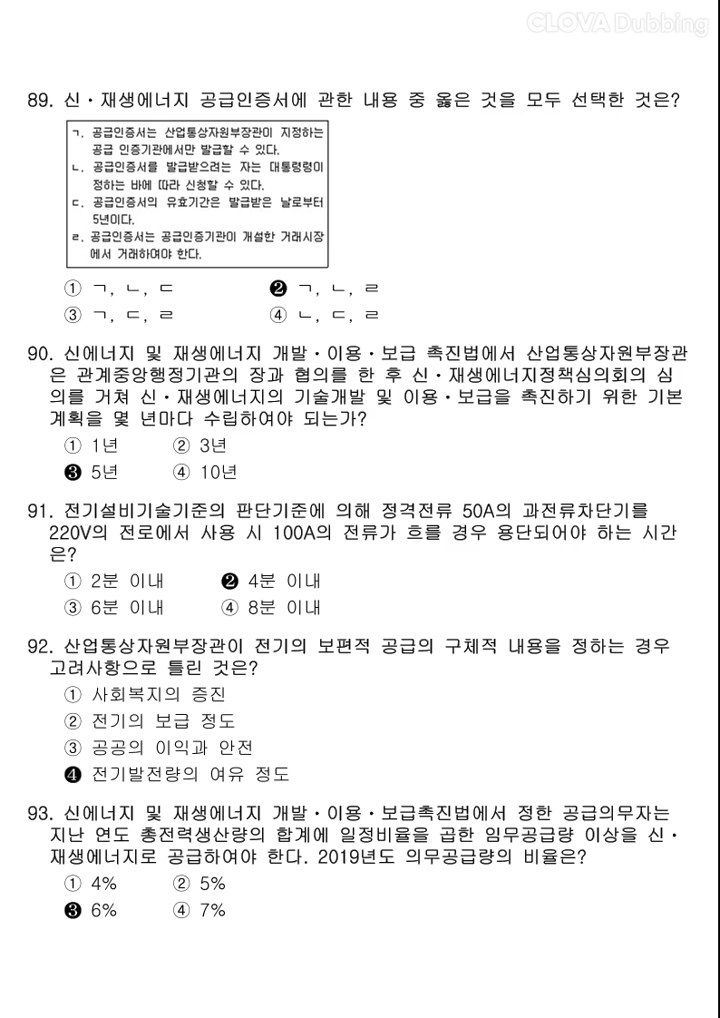 CLOVA Dubbing
89. 신·재생에너지 공급인증서에 관한 내용 중 옳은 것을 모두 선택한 것은?
ㄱ. 공급인증서는 산업통상자원부장관이 지정하는
공급 인증기관에서만 발급할 수 있다.
ㄴ. 공급인증서를 발급받으려는 자는 대통령령이
정하는 바에 따라 신청할 수 있다.
ㄷ. 공급인증서의 유효기간은 발급받은 날로부터
5년이다.
ㄹ. 공급인증서는 공급인증기관이 개설한 거래시장
에서 거래하여야 한다.
① ㄱ, ㄴ, ㄷ ❷ ㄱ, ㄴ, ㄹ
③ ㄱ, ㄷ, ㄹ ④ ㄴ, ㄷ, ㄹ
90. 신에너지 및 재생에너지 개발·이용·보급 촉진법에서 산업통상자원부장관
은 관계중앙행정기관의 장과 협의를 한 후 신·재생에너지정책심의회의 심
의를 거쳐 신·재생에너지의 기술개발 및 이용·보급을 촉진하기 위한 기본
계획을 몇 년마다 수립하여야 되는가?
① 1년 ② 3년
❸ 5년 ④ 10년
91. 전기설비기술기준의 판단기준에 의해 정격전류 50A의 과전류차단기를
220V의 전로에서 사용 시 100A의 전류가 흐를 경우 용단되어야 하는 시간
은?
① 2분 이내 ❷ 4분 이내
③ 6분 이내 ④ 8분 이내
92. 산업통상자원부장관이 전기의 보편적 공급의 구체적 내용을 정하는 경우
고려사항으로 틀린 것은?
① 사회복지의 증진
② 전기의 보급 정도
③ 공공의 이익과 안전
❹ 전기발전량의 여유 정도
93. 신에너지 및 재생에너지 개발·이용·보급촉진법에서 정한 공급의무자는
지난 연도 총전력생산량의 합계에 일정비율을 곱한 임무공급량 이상을 신·
재생에너지로 공급하여야 한다. 2019년도 의무공급량의 비율은?
① 4% ② 5%
❸ 6% ④ 7%